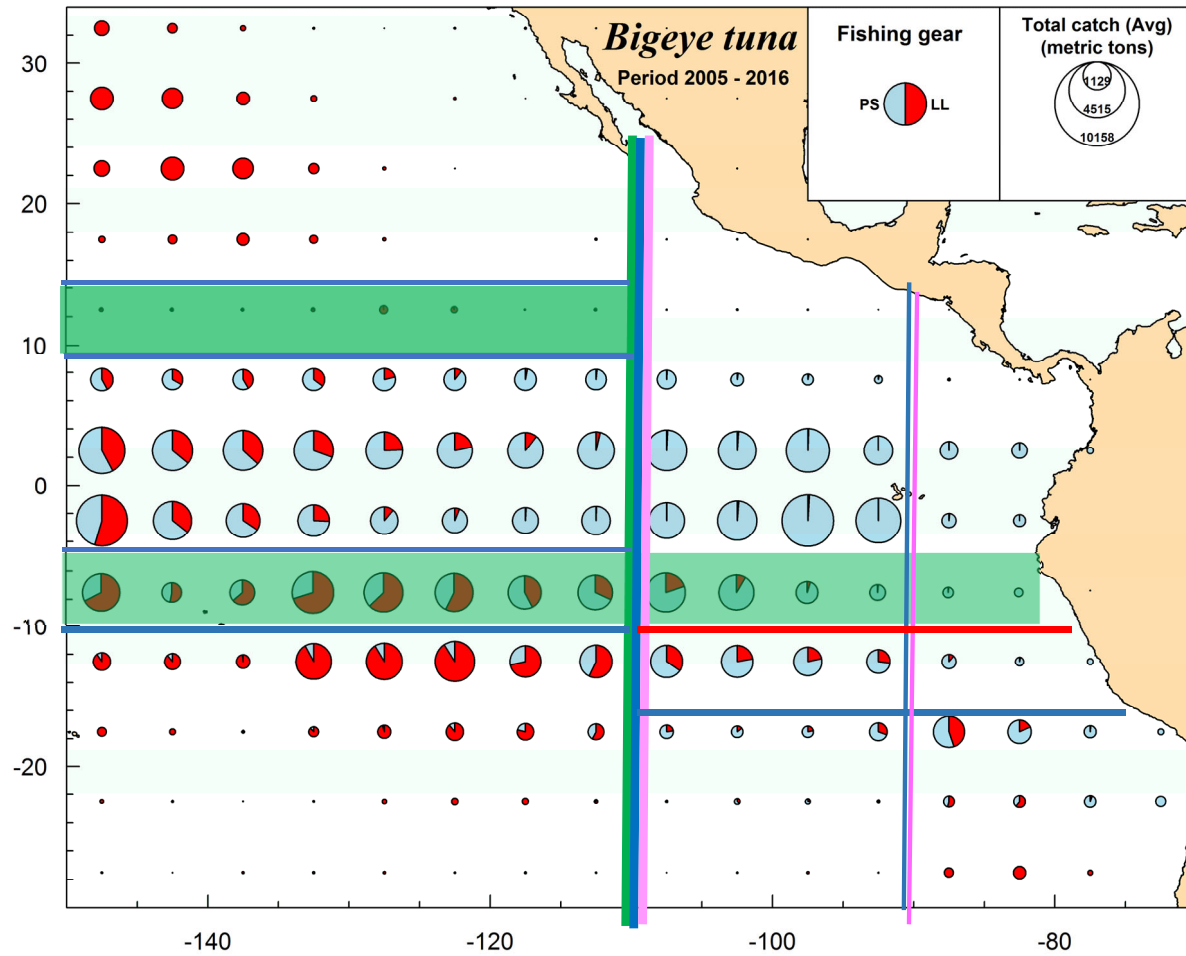 Bigeye tuna
Period 2005 - 2016
Fishing gear
PS LL
Total catch (Avg)
(metric tons)
1129
4515
10158
30
20
10
0
-10
-20
-140 -120 -100 -80